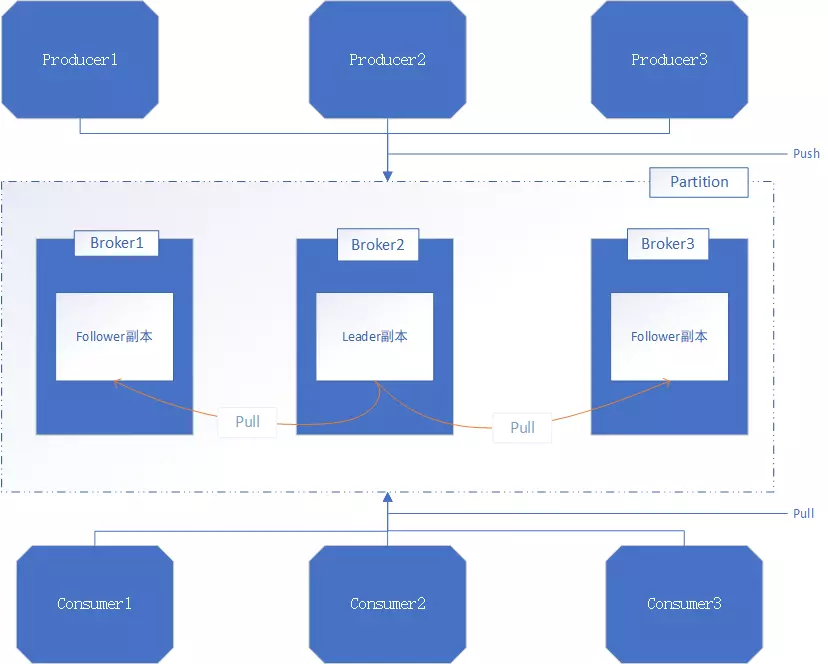 Producer1
Producer2
Producer3
Push
Partition
Broker1
Broker2
Broker3
Follower副本
Leader副本
Follower副本
Pull
Pull
Pull
Consumer1
Consumer2
Consumer3